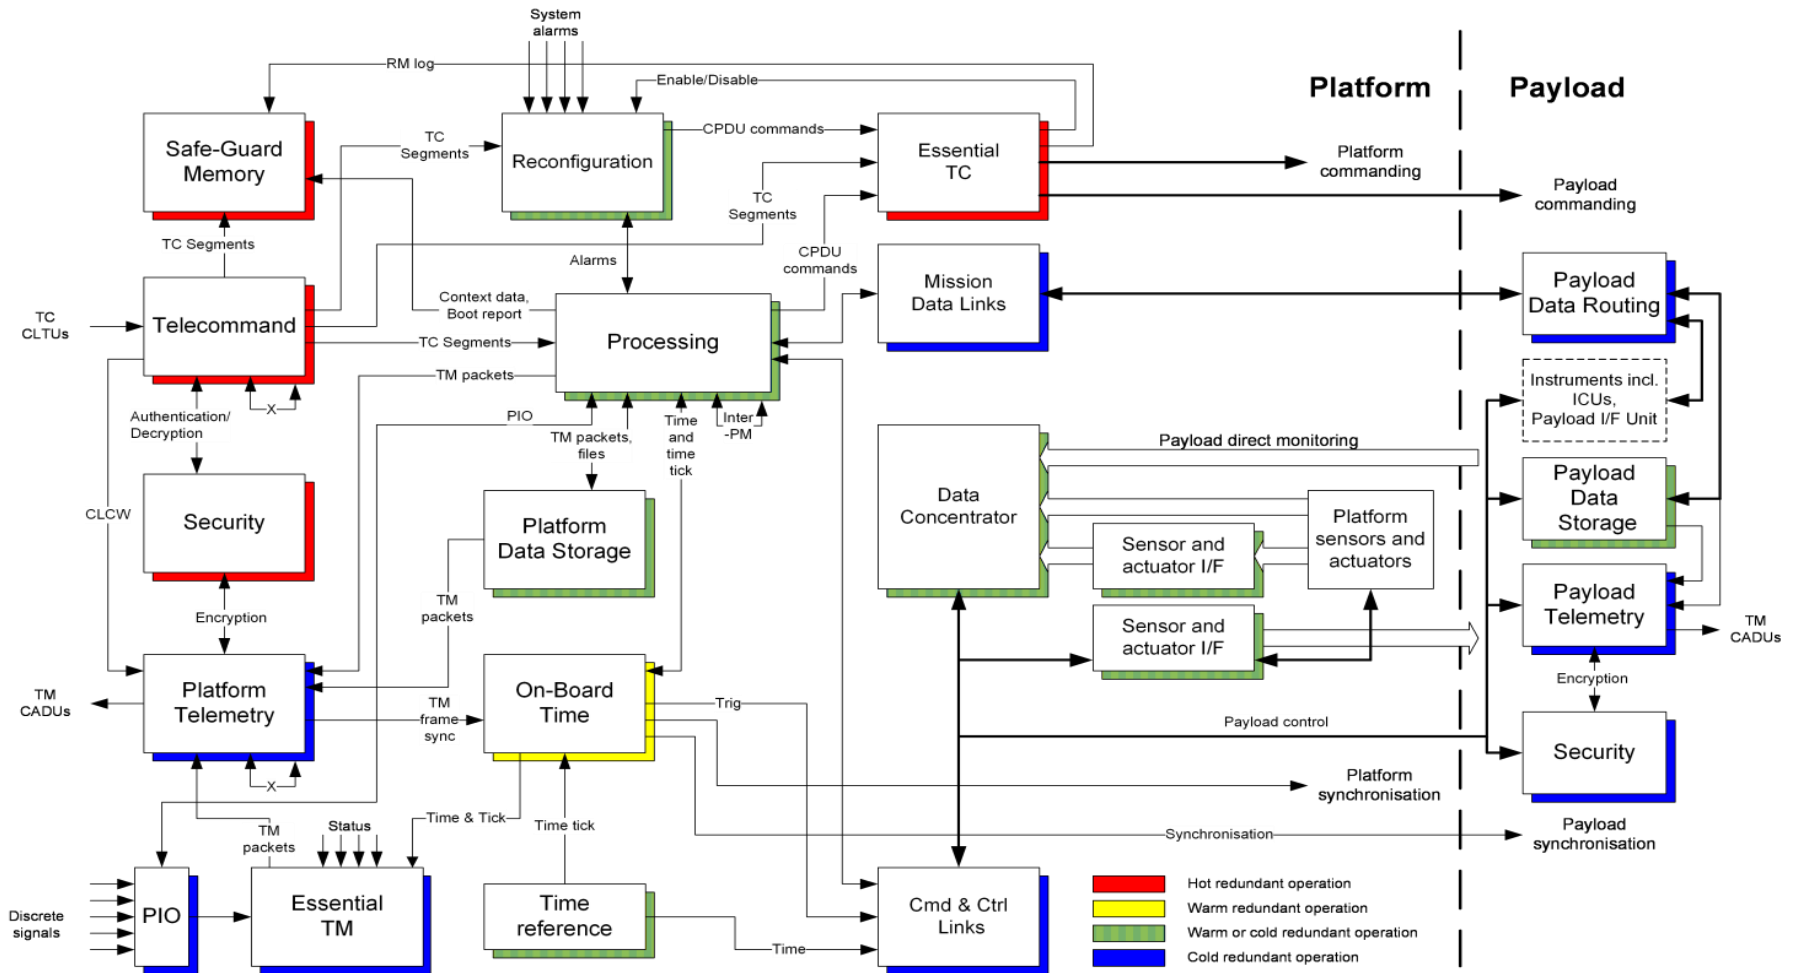 System
alarms
RM log
Enable/Disable
Platform
Payload
Safe-Guard
Memory
TC
Segments
Reconfiguration
CPDU commands
Essential
TC
Platform
commanding
Payload
commanding
TC
Segments
TC Segments
Alarms
CPDU
commands
Mission
Data Links
Payload
Data Routing
TC
CLTUs
Telecommand
Context data,
Boot report
TC Segments
Processing
TM packets
X
Authentication/
Decryption
PIO
TM packets,
files
Time
and
time
tick
Inter
-PM
Instruments incl.
ICUs,
Payload I/F Unit
Payload direct monitoring
CLCW
Security
Platform
Data Storage
Data
Concentrator
Sensor and
actuator I/F
Platform
sensors and
actuators
Payload
Data
Storage
Encryption
TM
packets
Sensor and
actuator I/F
Payload
Telemetry
TM
CADUs
TM
CADUs
Platform
Telemetry
TM
frame
sync
On-Board
Time
Trig
Encryption
Payload control
Security
X
Platform
synchronisation
TM
packets
Status
Time & Tick
Time tick
Synchronisation
Payload
synchronisation
Discrete
signals
PIO
Essential
TM
Time
reference
Time
Cmd & Ctrl
Links
Hot redundant operation
Warm redundant operation
Warm or cold redundant operation
Cold redundant operation